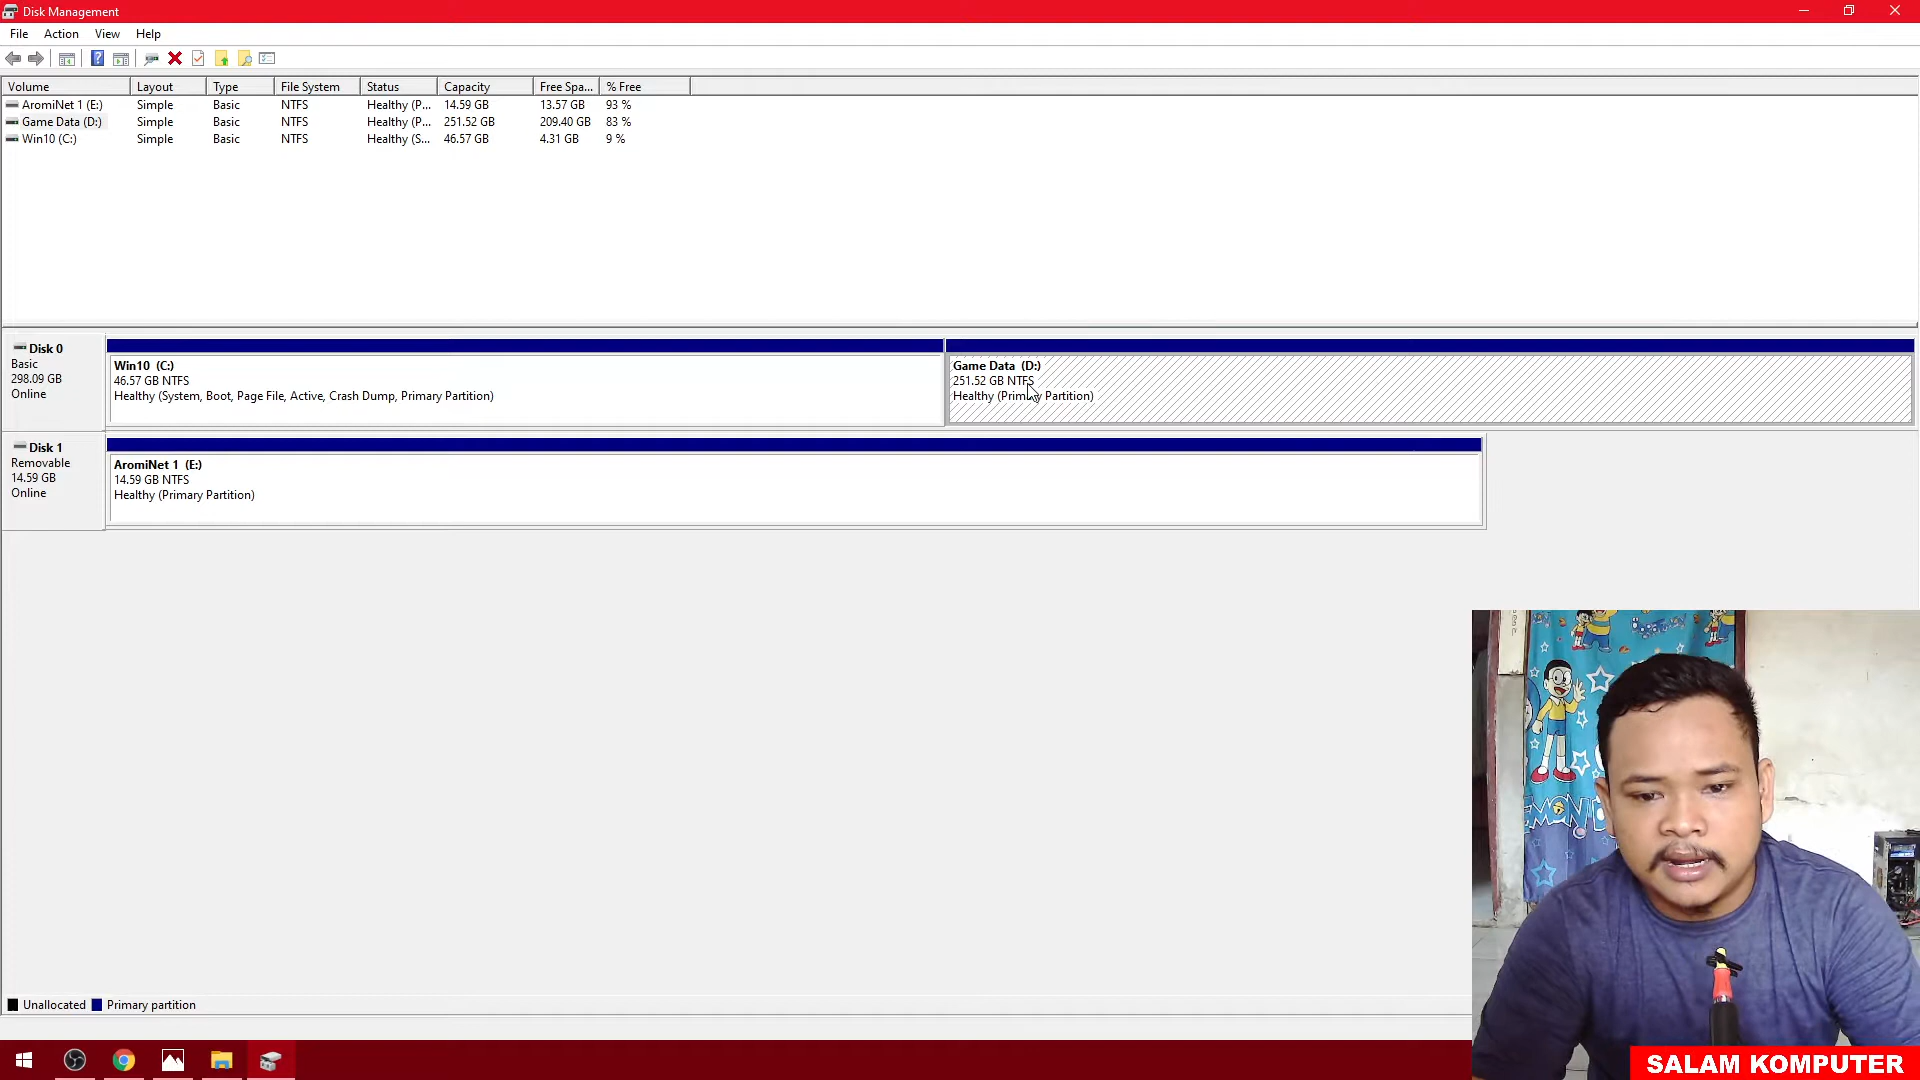 Disk Management
File Action View Help
Volume Layout Type File System Status Capacity Free Spa... % Free
AromiNet 1 (E:) Simple Basic NTFS Healthy (P... 14.59 GB 13.57 GB 93 %
Game Data (D:) Simple Basic NTFS Healthy (P... 251.52 GB 209.40 GB 83 %
Win10 (C:) Simple Basic NTFS Healthy (S... 46.57 GB 4.31 GB 9 %
Disk 0
Basic
298.09 GB
Online
Win10 (C:)
46.57 GB NTFS
Healthy (System, Boot, Page File, Active, Crash Dump, Primary Partition)
Game Data (D:)
251.52 GB NTFS
Healthy (Primary Partition)
Disk 1
Removable
14.59 GB
Online
AromiNet 1 (E:)
14.59 GB NTFS
Healthy (Primary Partition)
Unallocated Primary partition
SALAM KOMPUTER